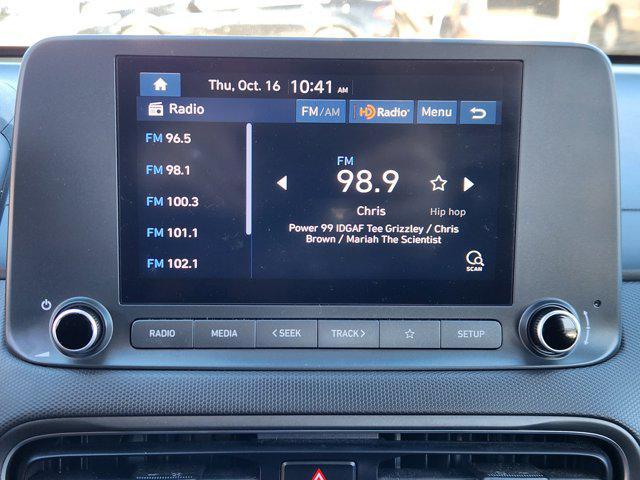 Thu, Oct. 16 10:41 AM
Radio FM/AM HD Radio Menu
FM 96.5
FM 98.1
FM 100.3
FM 101.1
FM 102.1
FM
98.9
Chris Hip hop
Power 99 IDGAF Tee Grizzley / Chris
Brown / Mariah The Scientist
SCAN
RADIO MEDIA <SEEK TRACK> SETUP